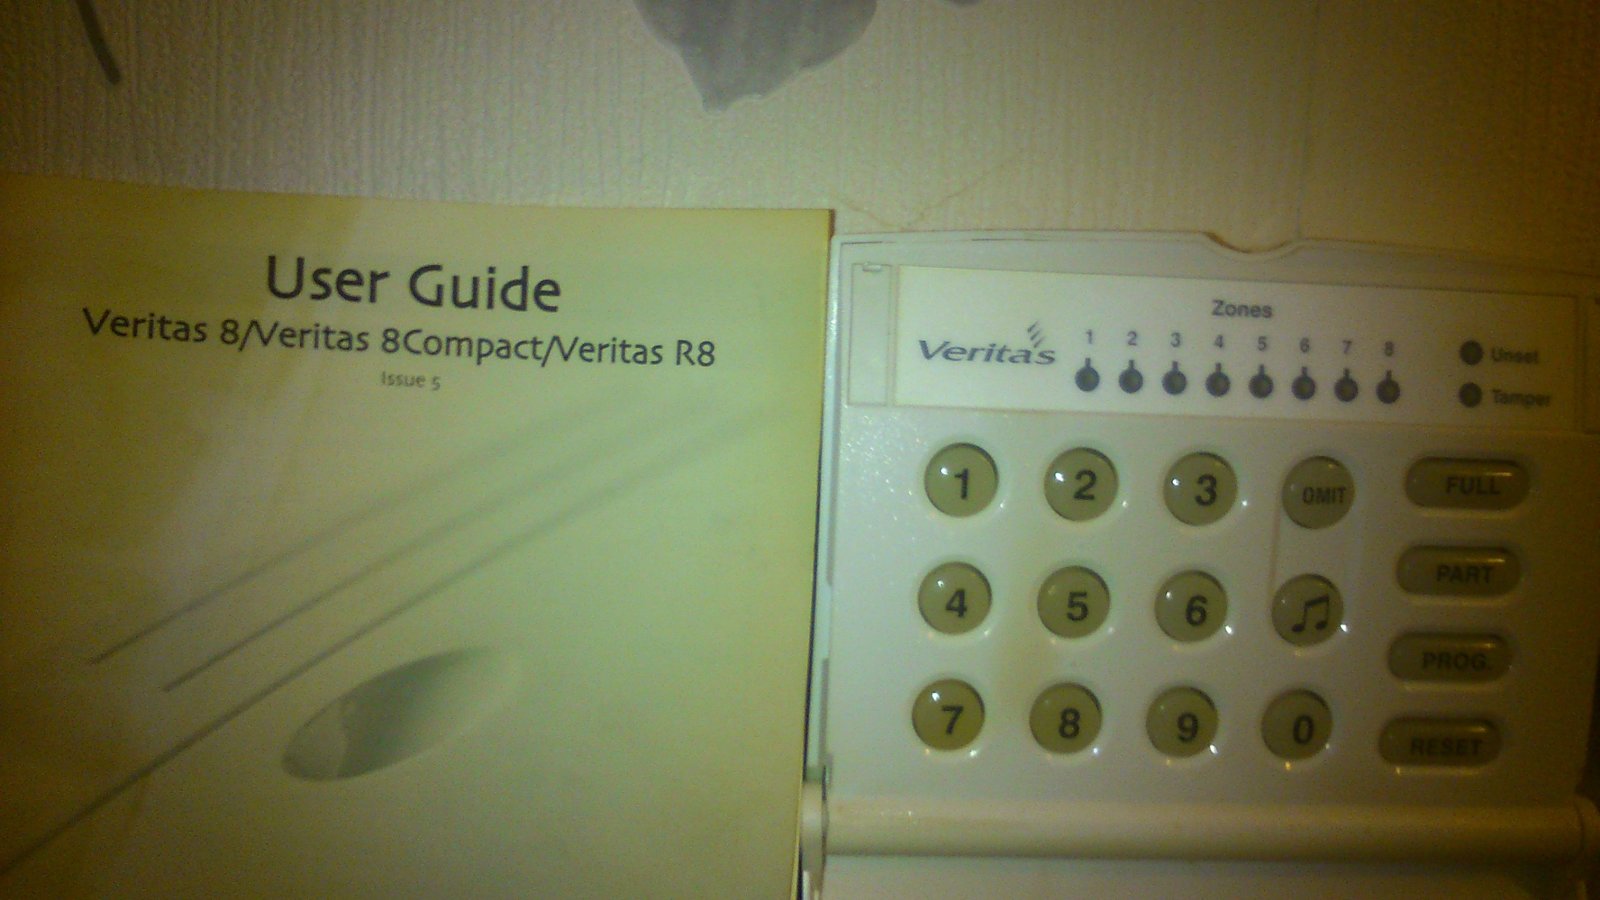 User Guide
Veritas 8/Veritas 8Compact/Veritas R8
Issue 5
Zones
1 2 3 4 5 6 7 8
Veritas
Unset
Tamper
1 2 3 OMIT FULL
4 5 6 PART
7 8 9 0 PROG.
RESET